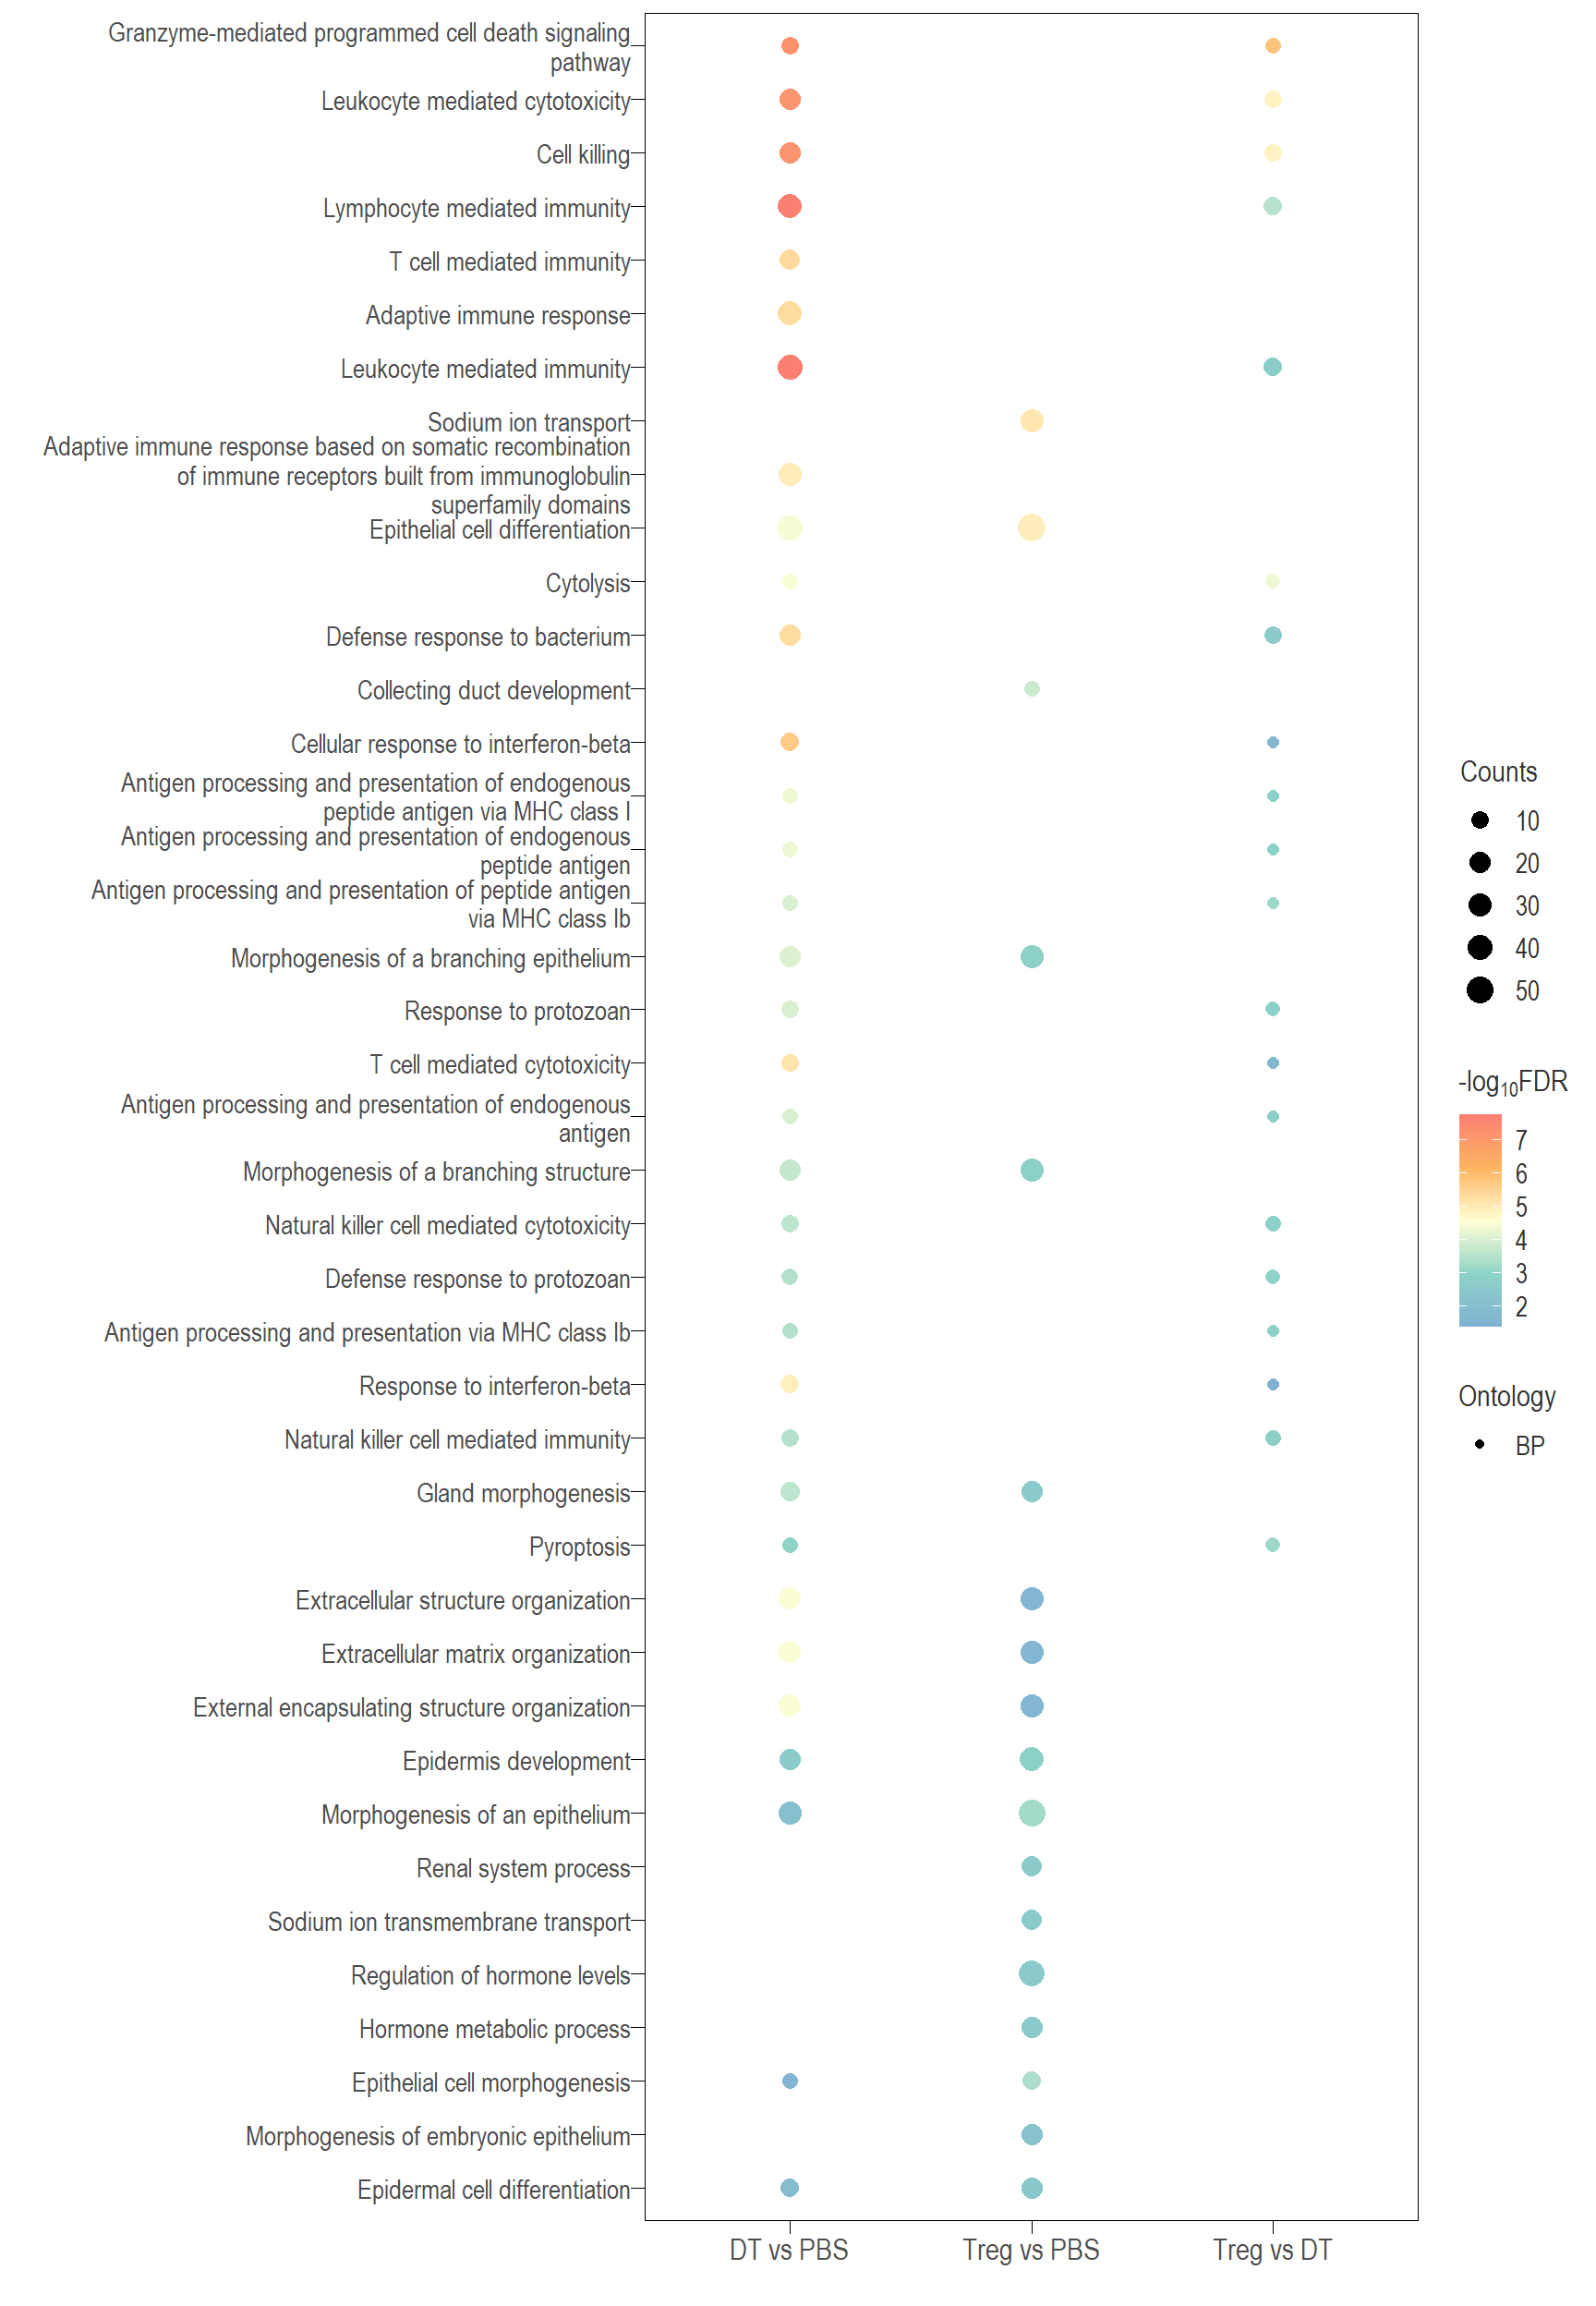 Granzyme-mediated programmed cell death signaling
pathway
Leukocyte mediated cytotoxicity
Cell killing
Lymphocyte mediated immunity
T cell mediated immunity
Adaptive immune response
Leukocyte mediated immunity
Sodium ion transport
Adaptive immune response based on somatic recombination
of immune receptors built from immunoglobulin
superfamily domains
Epithelial cell differentiation
Cytolysis
Defense response to bacterium
Collecting duct development
Cellular response to interferon-beta
Antigen processing and presentation of endogenous
peptide antigen via MHC class I
Antigen processing and presentation of endogenous
peptide antigen
Antigen processing and presentation of peptide antigen
via MHC class Ib
Morphogenesis of a branching epithelium
Response to protozoan
T cell mediated cytotoxicity
Antigen processing and presentation of endogenous
antigen
Morphogenesis of a branching structure
Natural killer cell mediated cytotoxicity
Defense response to protozoan
Antigen processing and presentation via MHC class Ib
Response to interferon-beta
Natural killer cell mediated immunity
Gland morphogenesis
Pyroptosis
Extracellular structure organization
Extracellular matrix organization
External encapsulating structure organization
Epidermis development
Morphogenesis of an epithelium
Renal system process
Sodium ion transmembrane transport
Regulation of hormone levels
Hormone metabolic process
Epithelial cell morphogenesis
Morphogenesis of embryonic epithelium
Epidermal cell differentiation
DT vs PBS
Treg vs PBS
Treg vs DT
Counts
10
20
30
40
50
-log10FDR
7
6
5
4
3
2
Ontology
BP